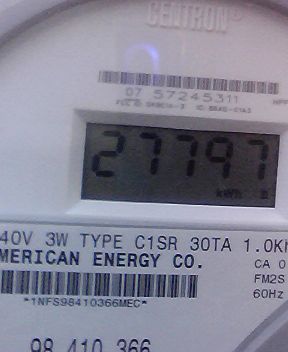 CENTRON®
07 57245311
27797
kWh
40V 3W TYPE C1SR 30TA 1.0Kh
MERICAN ENERGY CO.
CA 0
FM2S
60Hz
*1NFS98410366MEC*
98 410 366